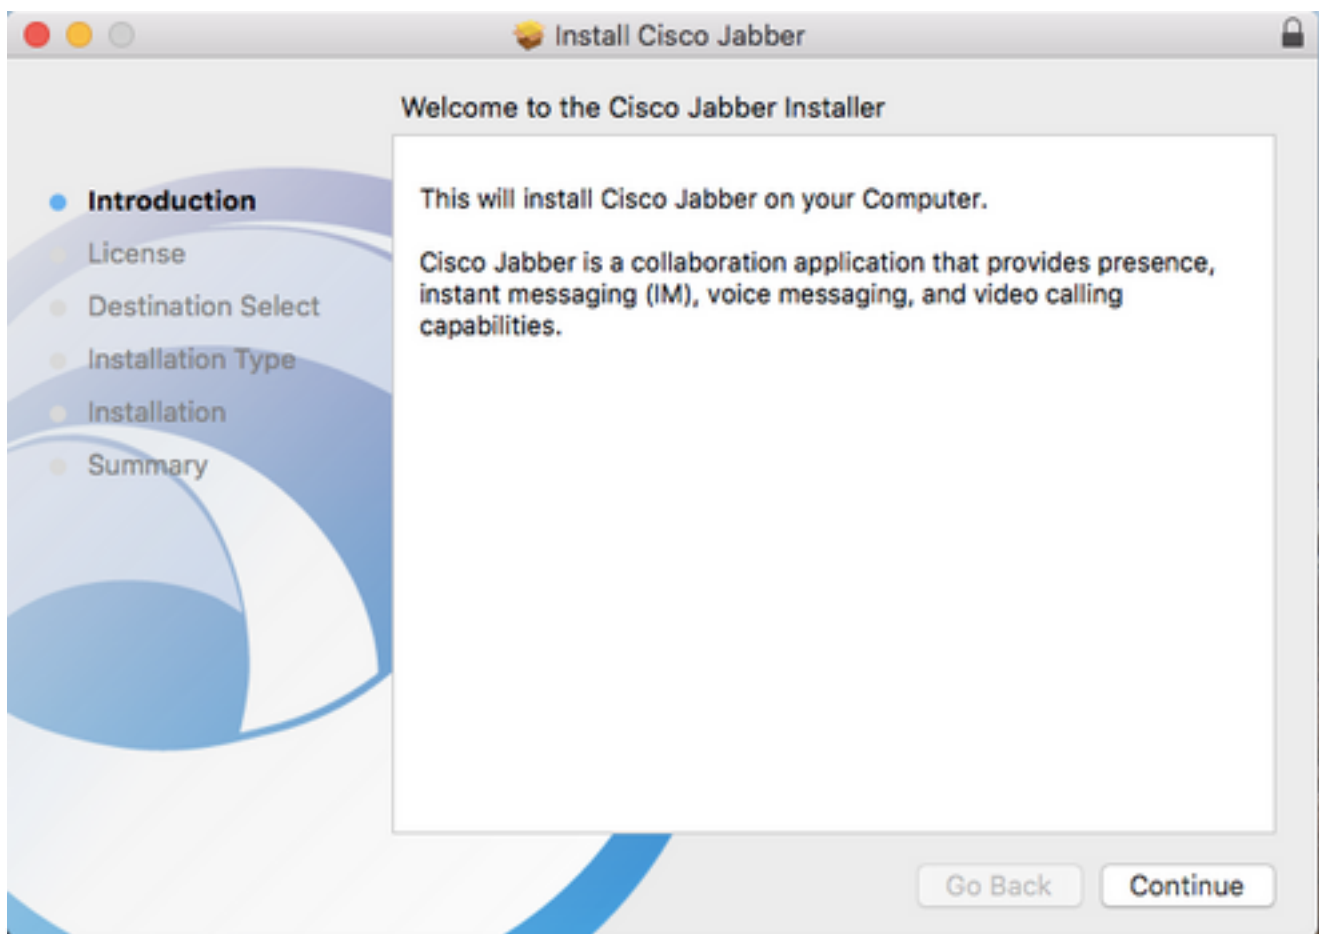 Install Cisco Jabber
Welcome to the Cisco Jabber Installer
Introduction
License
Destination Select
Installation Type
Installation
Summary
This will install Cisco Jabber on your Computer.
Cisco Jabber is a collaboration application that provides presence,
instant messaging (IM), voice messaging, and video calling
capabilities.
Go Back
Continue